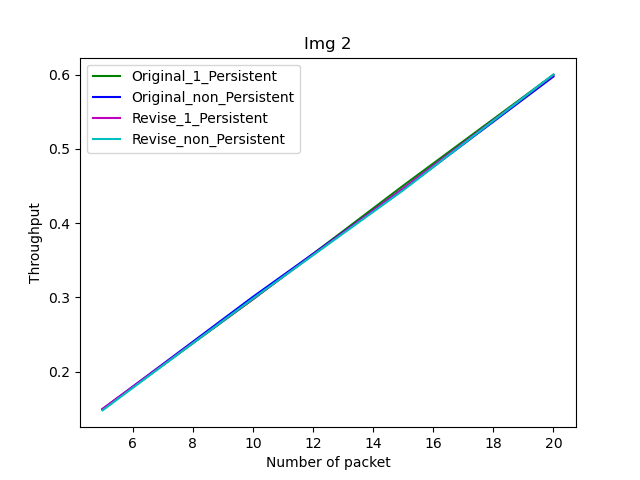 Img 2
Original_1_Persistent
Original_non_Persistent
Revise_1_Persistent
Revise_non_Persistent
0.6
0.5
0.4
0.3
0.2
Throughput
6 8 10 12 14 16 18 20
Number of packet